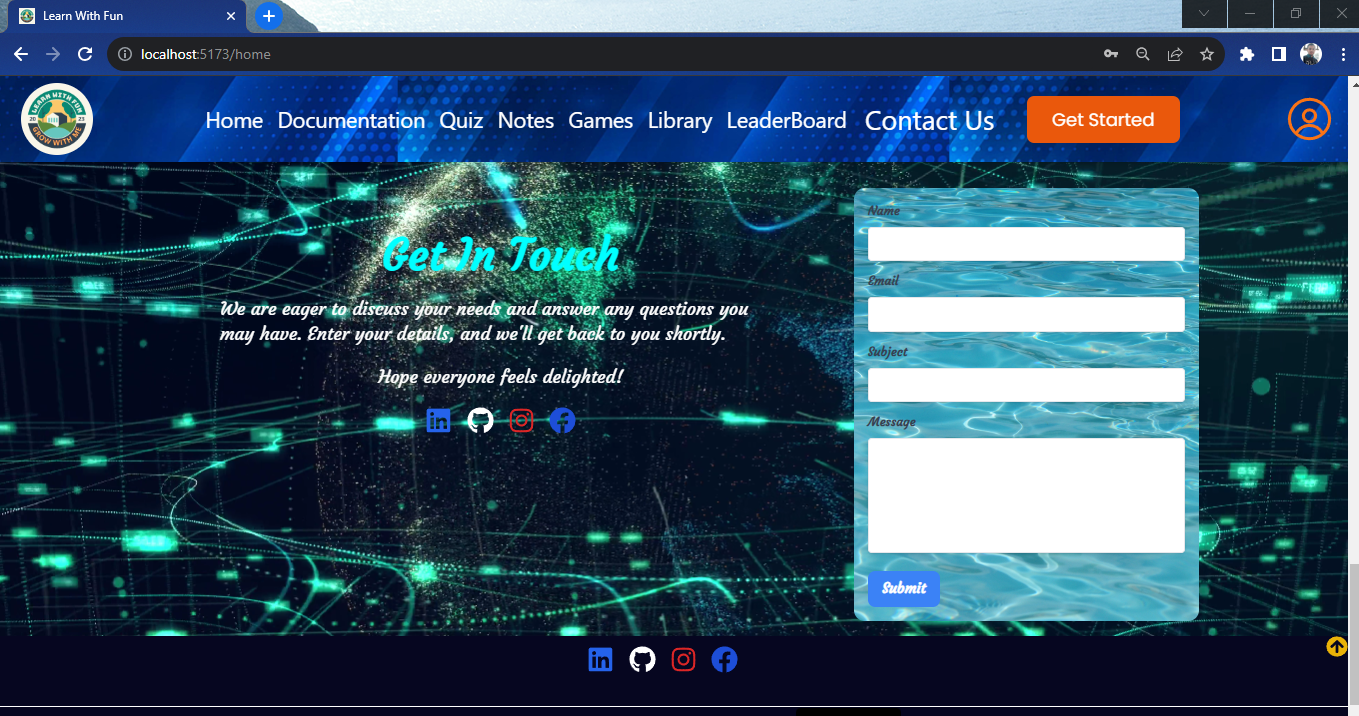 Learn With Fun
localhost:5173/home
LEARN WITH FUN
20 23
GROW WITH ME
Home Documentation Quiz Notes Games Library LeaderBoard Contact Us Get Started
Get In Touch
We are eager to discuss your needs and answer any questions you
may have. Enter your details, and we'll get back to you shortly.
Hope everyone feels delighted!
Name
Email
Subject
Message
Submit